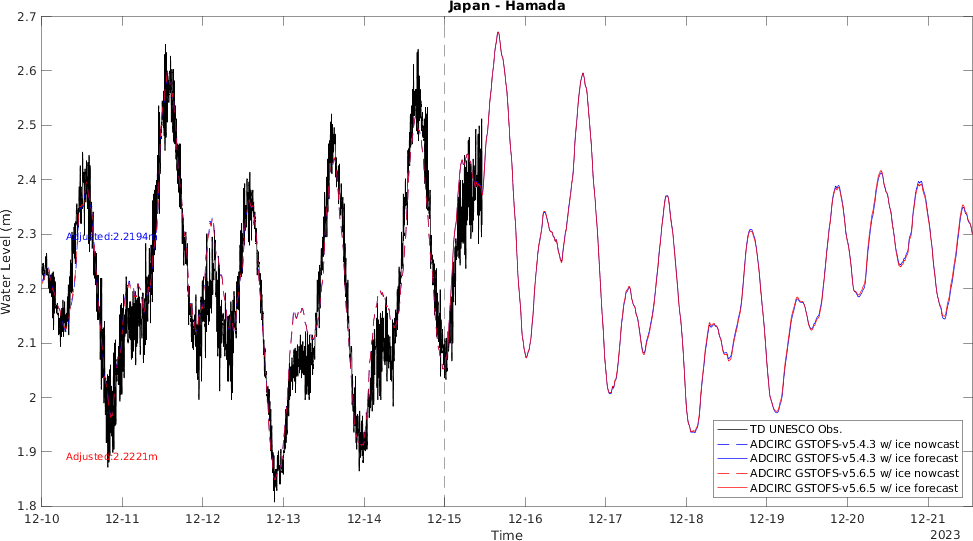 Japan - Hamada
2.7
2.6
2.5
2.4
2.3
2.2
2.1
2
1.9
1.8
Water Level (m)
Adjusted:2.2194m
Adjusted:2.2221m
TD UNESCO Obs.
ADCIRC GSTOFS-v5.4.3 w/ ice nowcast
ADCIRC GSTOFS-v5.4.3 w/ ice forecast
ADCIRC GSTOFS-v5.6.5 w/ ice nowcast
ADCIRC GSTOFS-v5.6.5 w/ ice forecast
12-10 12-11 12-12 12-13 12-14 12-15 12-16 12-17 12-18 12-19 12-20 12-21
2023
Time